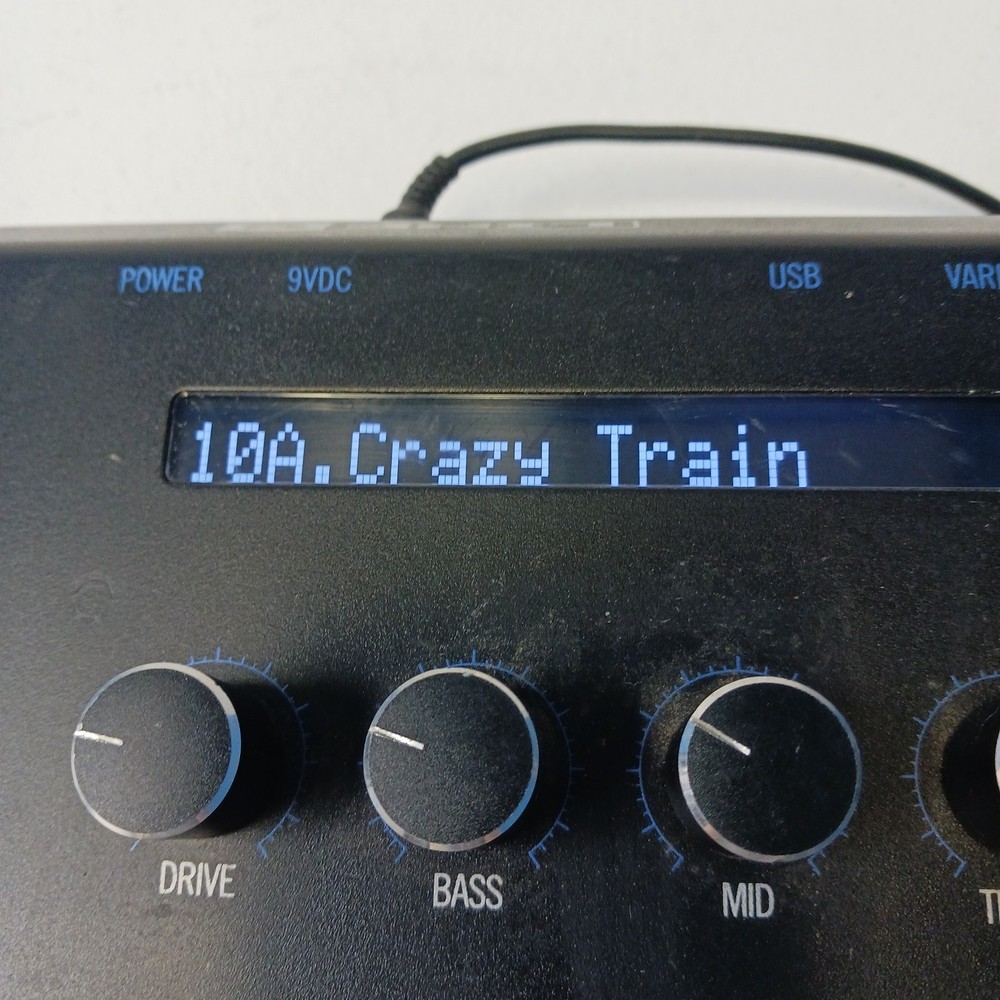 POWER 9VDC USB
10A.Crazy Train
DRIVE BASS MID